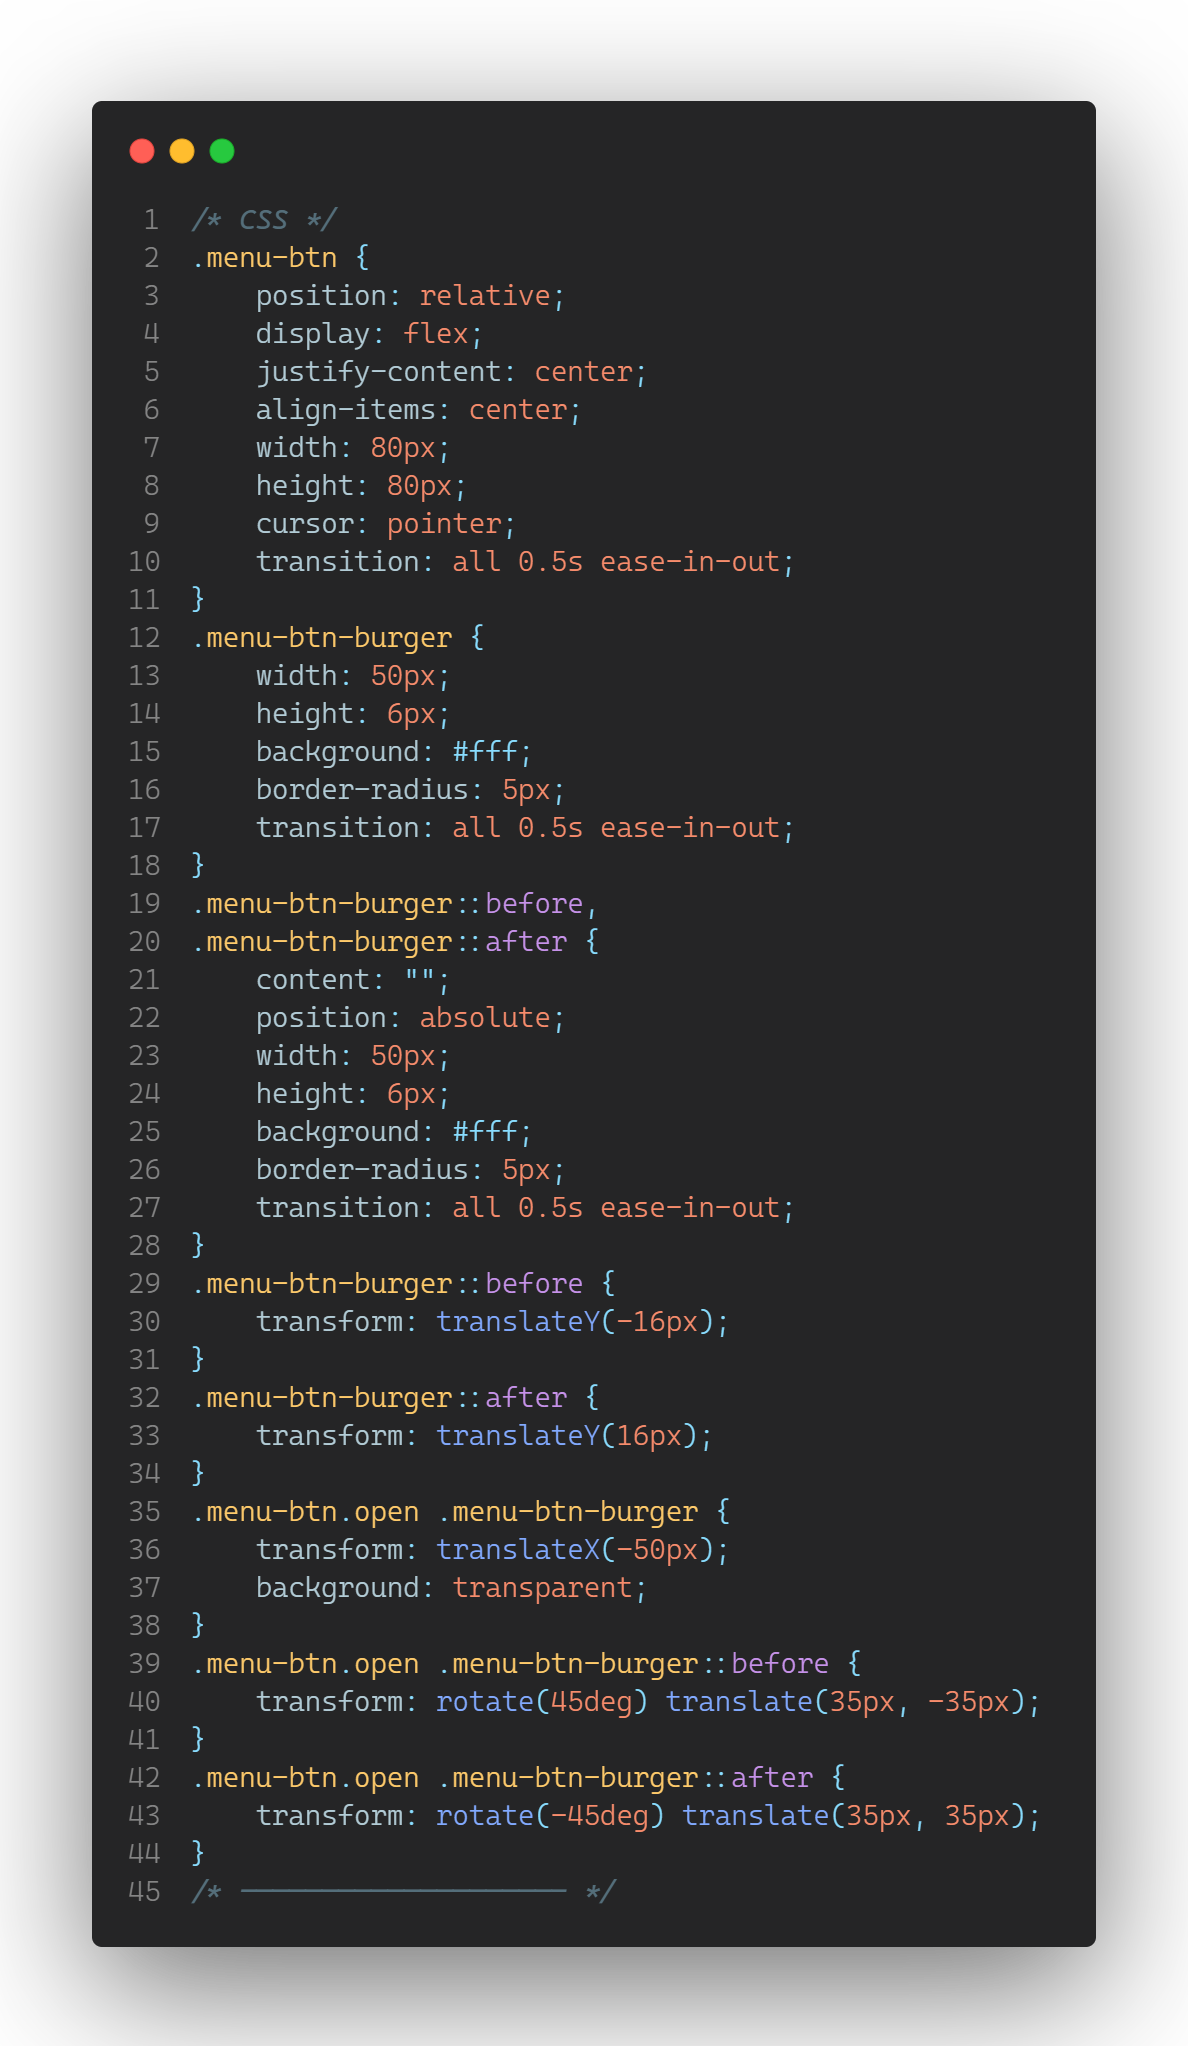 1 /* CSS */
2 .menu-btn {
3     position: relative;
4     display: flex;
5     justify-content: center;
6     align-items: center;
7     width: 80px;
8     height: 80px;
9     cursor: pointer;
10     transition: all 0.5s ease-in-out;
11 }
12 .menu-btn-burger {
13     width: 50px;
14     height: 6px;
15     background: #fff;
16     border-radius: 5px;
17     transition: all 0.5s ease-in-out;
18 }
19 .menu-btn-burger::before,
20 .menu-btn-burger::after {
21     content: "";
22     position: absolute;
23     width: 50px;
24     height: 6px;
25     background: #fff;
26     border-radius: 5px;
27     transition: all 0.5s ease-in-out;
28 }
29 .menu-btn-burger::before {
30     transform: translateY(-16px);
31 }
32 .menu-btn-burger::after {
33     transform: translateY(16px);
34 }
35 .menu-btn.open .menu-btn-burger {
36     transform: translateX(-50px);
37     background: transparent;
38 }
39 .menu-btn.open .menu-btn-burger::before {
40     transform: rotate(45deg) translate(35px, -35px);
41 }
42 .menu-btn.open .menu-btn-burger::after {
43     transform: rotate(-45deg) translate(35px, 35px);
44 }
45 /* ──────────────────── */